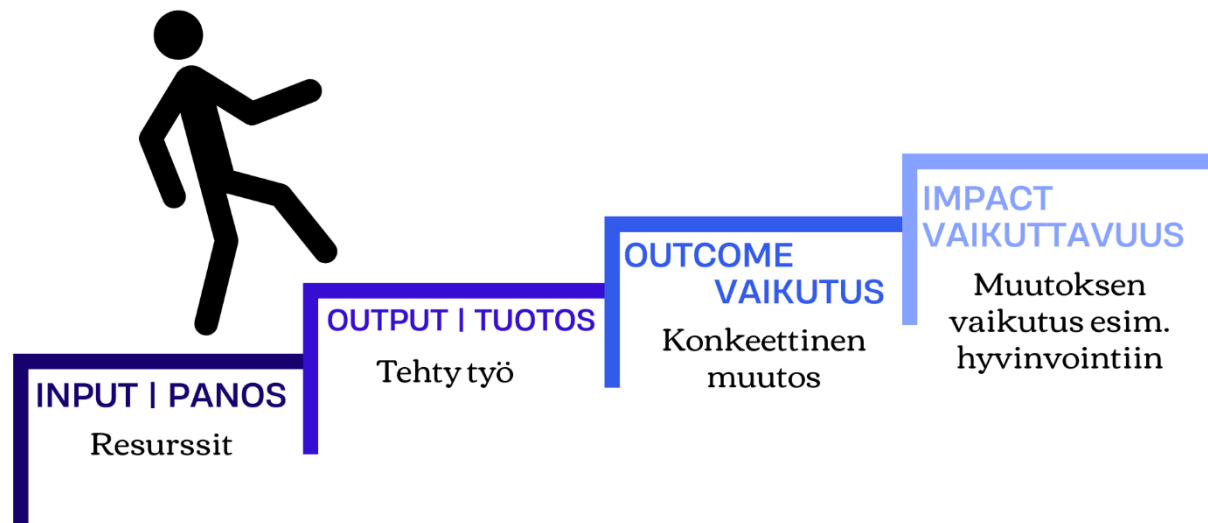 INPUT | PANOS
Resurssit
OUTPUT | TUOTOS
Tehty työ
OUTCOME
VAIKUTUS
Konkeettinen
muutos
IMPACT
VAIKUTTAVUUS
Muutoksen
vaikutus esim.
hyvinvointiin